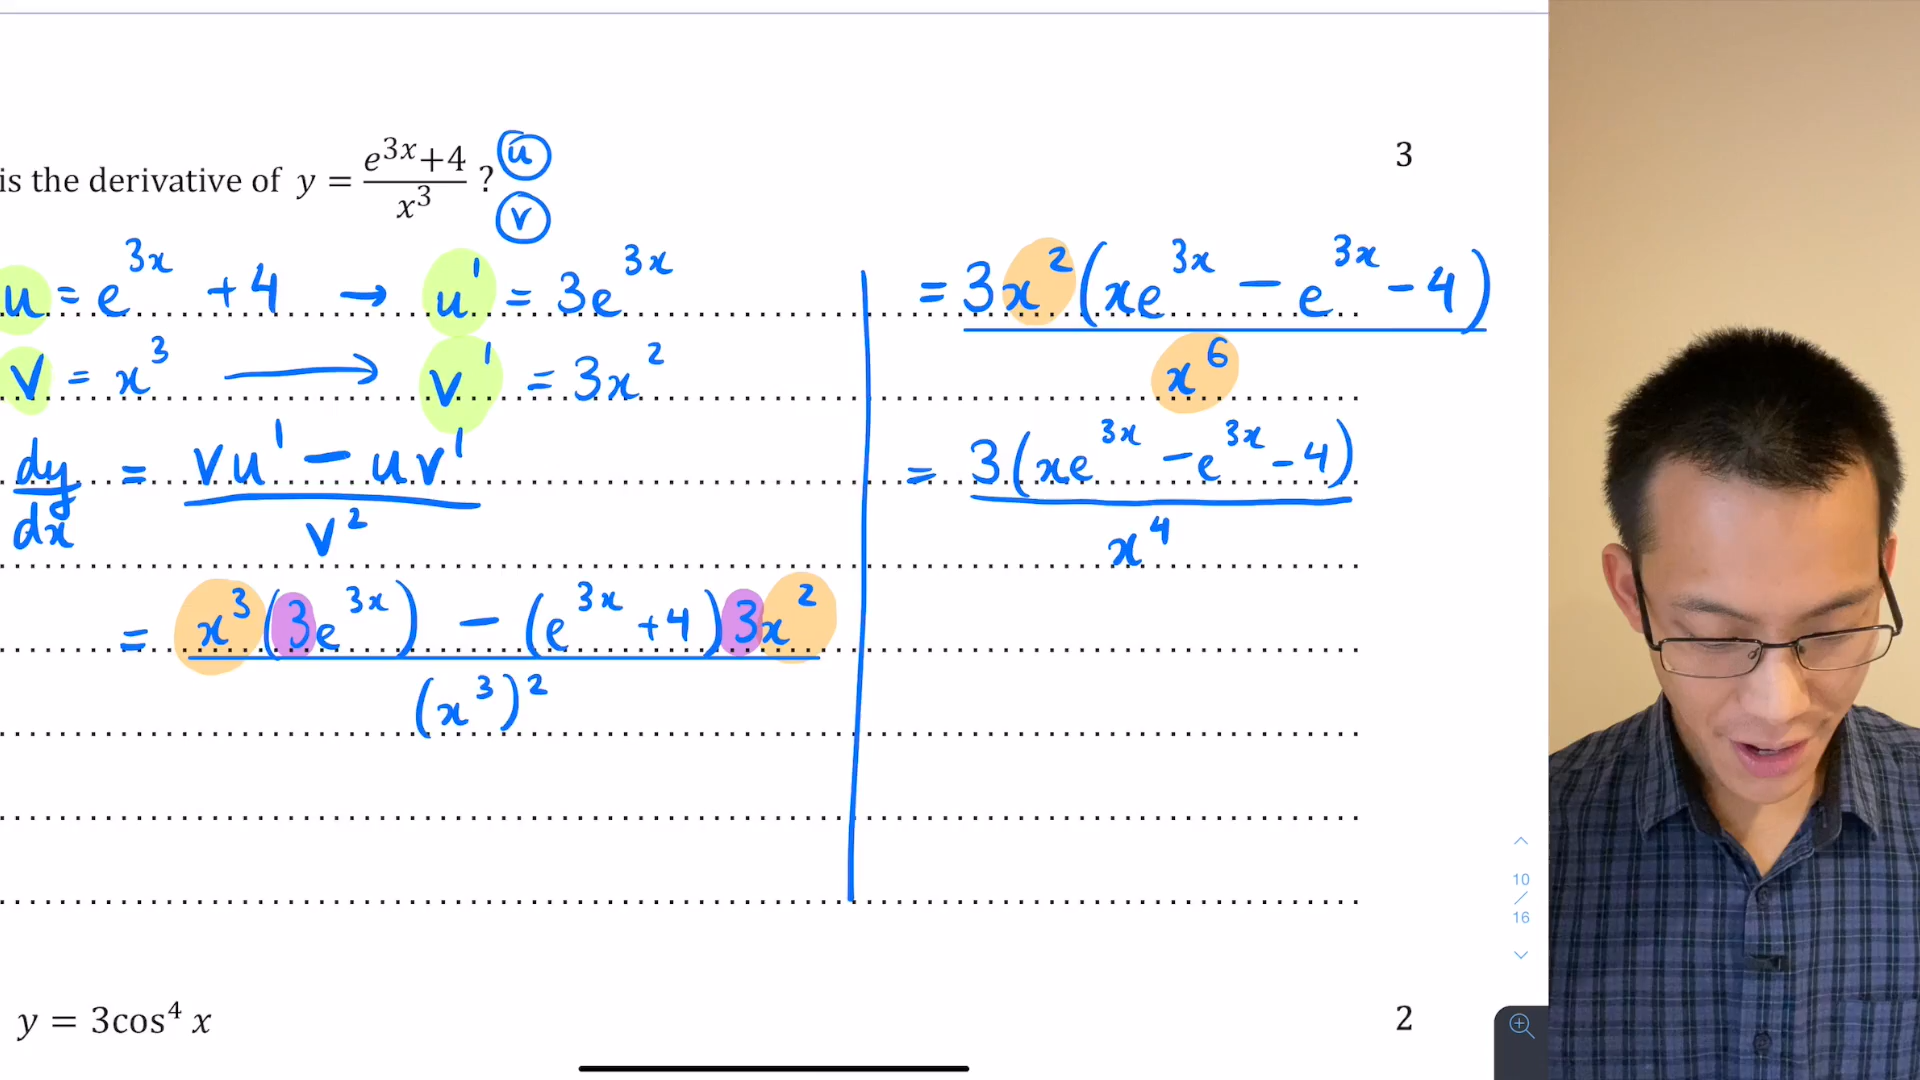 is the derivative of y = (e^{3x}+4)/(x^3) ? u
v
3
u = e^{3x} + 4 → u' = 3e^{3x}
v = x^3 → v' = 3x^2
dy/dx = (vu' − uv')/(v^2)
= (x^3(3e^{3x}) − (e^{3x} + 4)3x^2)/((x^3)^2)
= (3x^2(xe^{3x} − e^{3x} − 4))/(x^6)
= (3(xe^{3x} − e^{3x} − 4))/(x^4)
10
/
16
y = 3cos^4 x
2